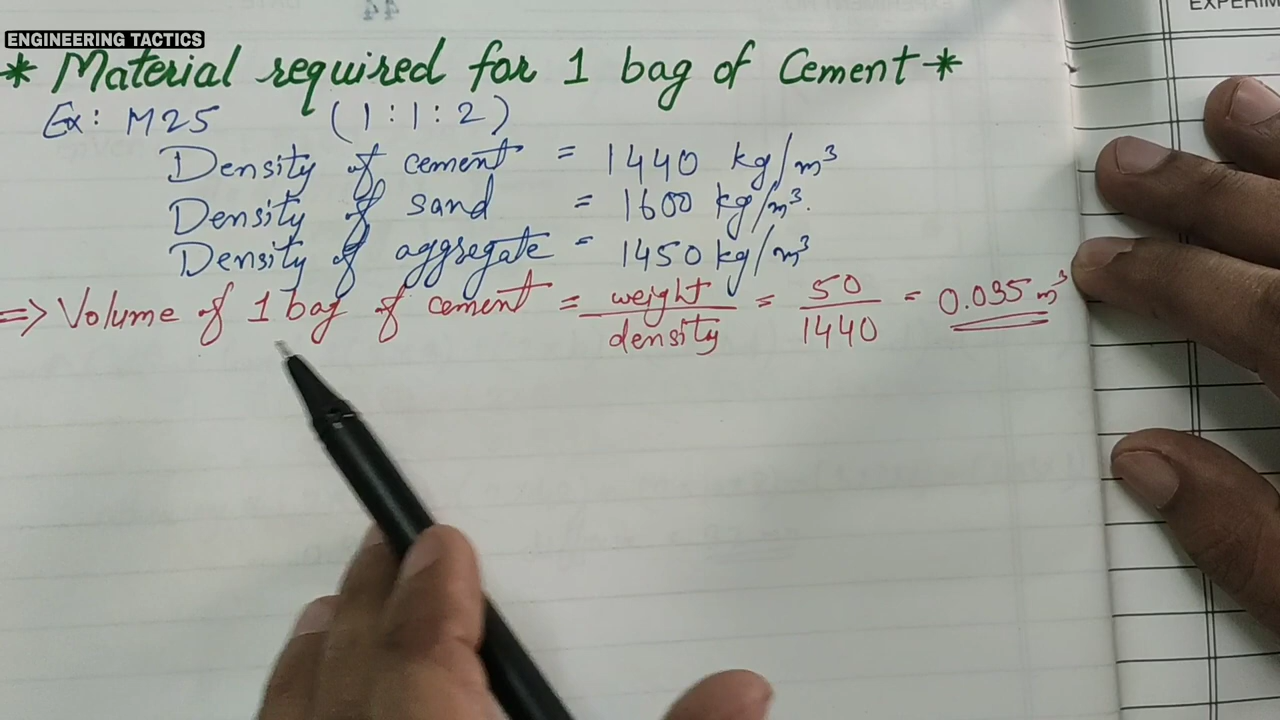 44
EXPERIM
ENGINEERING TACTICS
* Material required for 1 bag of Cement *
Ex: M25 (1:1:2)
Density of cement = 1440 kg/m³
Density of sand = 1600 kg/m³.
Density of aggregate = 1450 kg/m³
=> Volume of 1 bag of cement = weight/density = 50/1440 = 0.035 m³